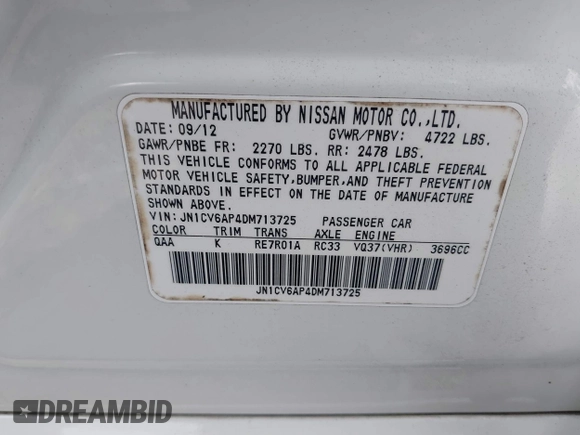 MANUFACTURED BY NISSAN MOTOR CO.,LTD.
DATE: 09/12 GVWR/PNBV: 4722 LBS.
GAWR/PNBE FR: 2270 LBS. RR: 2478 LBS.
THIS VEHICLE CONFORMS TO ALL APPLICABLE FEDERAL
MOTOR VEHICLE SAFETY,BUMPER,AND THEFT PREVENTION
STANDARDS IN EFFECT ON THE DATE OF MANUFACTURE
SHOWN ABOVE.
VIN: JN1CV6AP4DM713725 PASSENGER CAR
COLOR TRIM TRANS AXLE ENGINE
QAA K RE7R01A RC33 VQ37(VHR) 3696CC
JN1CV6AP4DM713725
DREAMBID